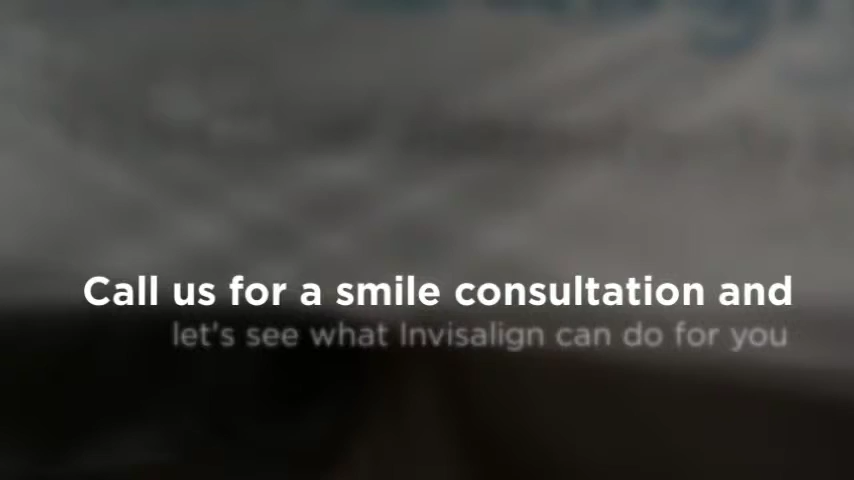 Call us for a smile consultation and
let's see what Invisalign can do for you